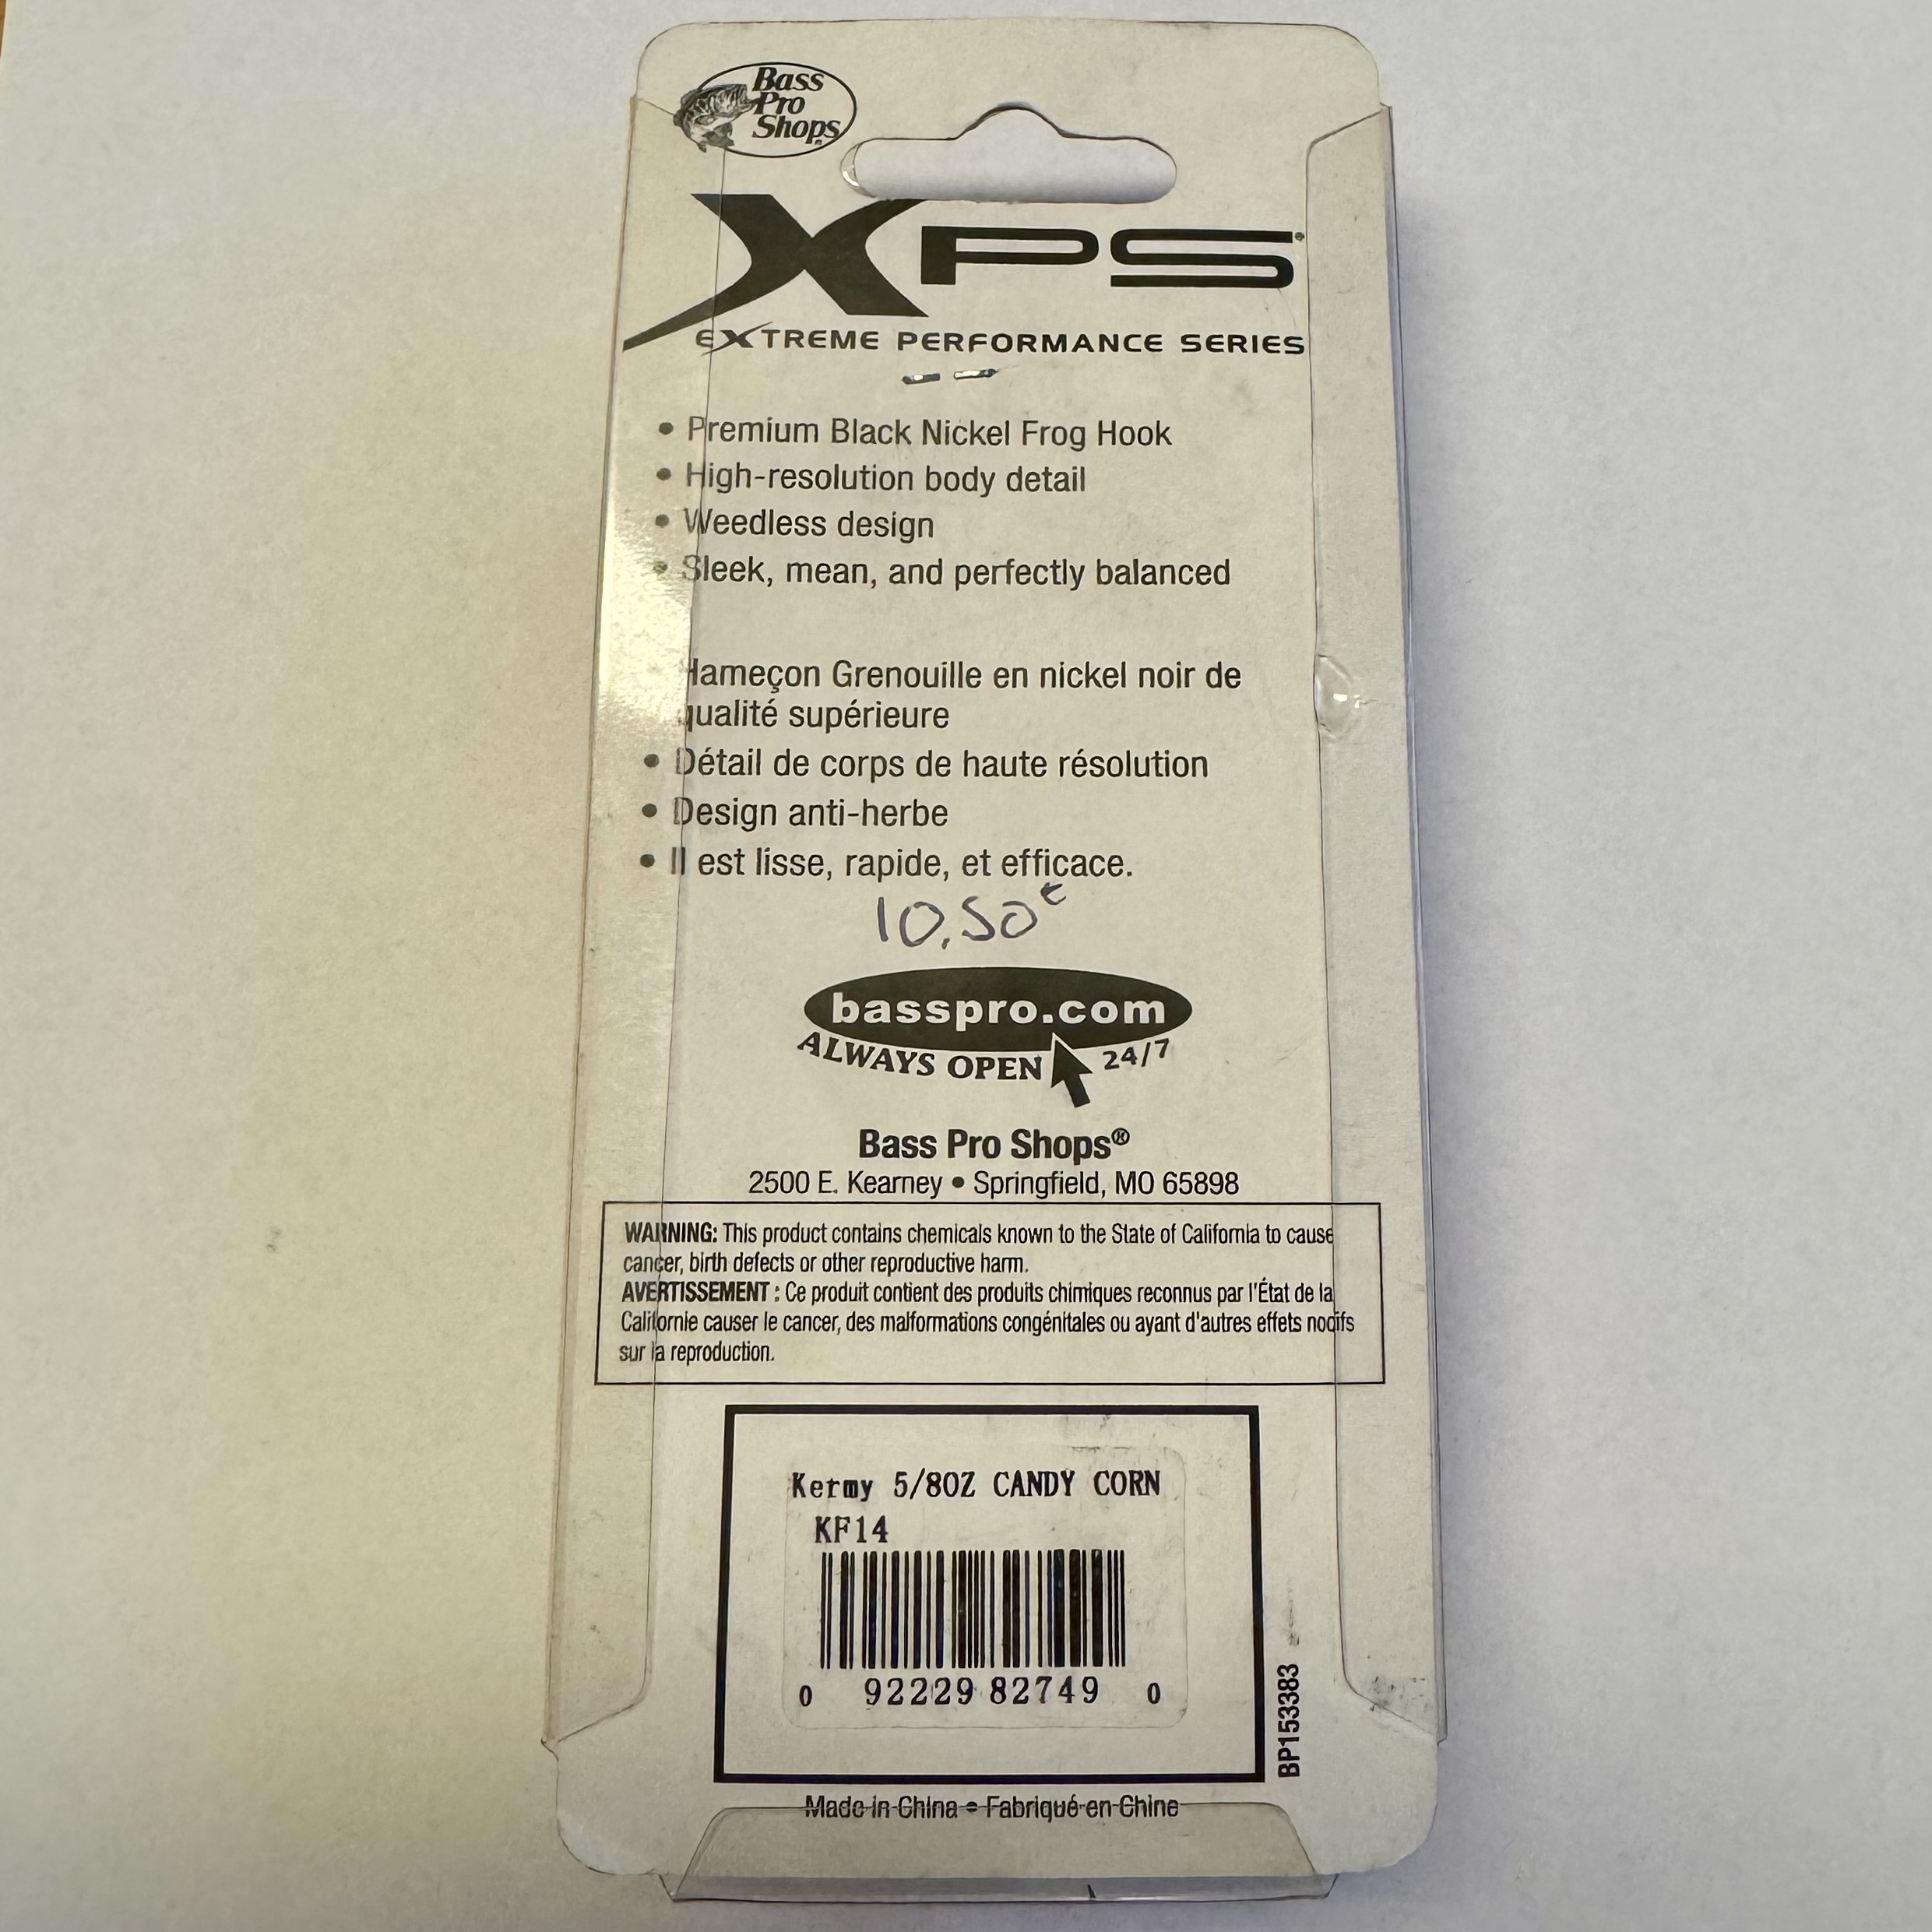 Bass
Pro
Shops
XPS®
EXTREME PERFORMANCE SERIES
• Premium Black Nickel Frog Hook
• High-resolution body detail
• Weedless design
• Sleek, mean, and perfectly balanced
Hameçon Grenouille en nickel noir de
qualité supérieure
• Détail de corps de haute résolution
• Design anti-herbe
• Il est lisse, rapide, et efficace.
10,50€
basspro.com
ALWAYS OPEN 24/7
Bass Pro Shops®
2500 E. Kearney • Springfield, MO 65898
WARNING: This product contains chemicals known to the State of California to cause
cancer, birth defects or other reproductive harm.
AVERTISSEMENT : Ce produit contient des produits chimiques reconnus par l'État de la
Californie causer le cancer, des malformations congénitales ou ayant d'autres effets nocifs
sur la reproduction.
Kermy 5/8OZ CANDY CORN
KF14
0 92229 82749 0
BP153383
Made in China • Fabriqué en Chine